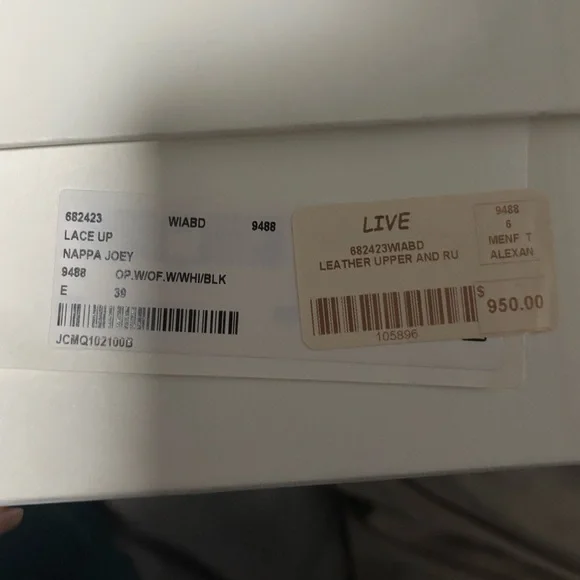 682423 WIABD 9488
LACE UP
NAPPA JOEY
9488 OP.W/OF.W/WHI/BLK
E 39
JCMQ102100B
LIVE
682423WIABD
LEATHER UPPER AND RU
105896
9488
6
MENF T
ALEXAN
$ 950.00